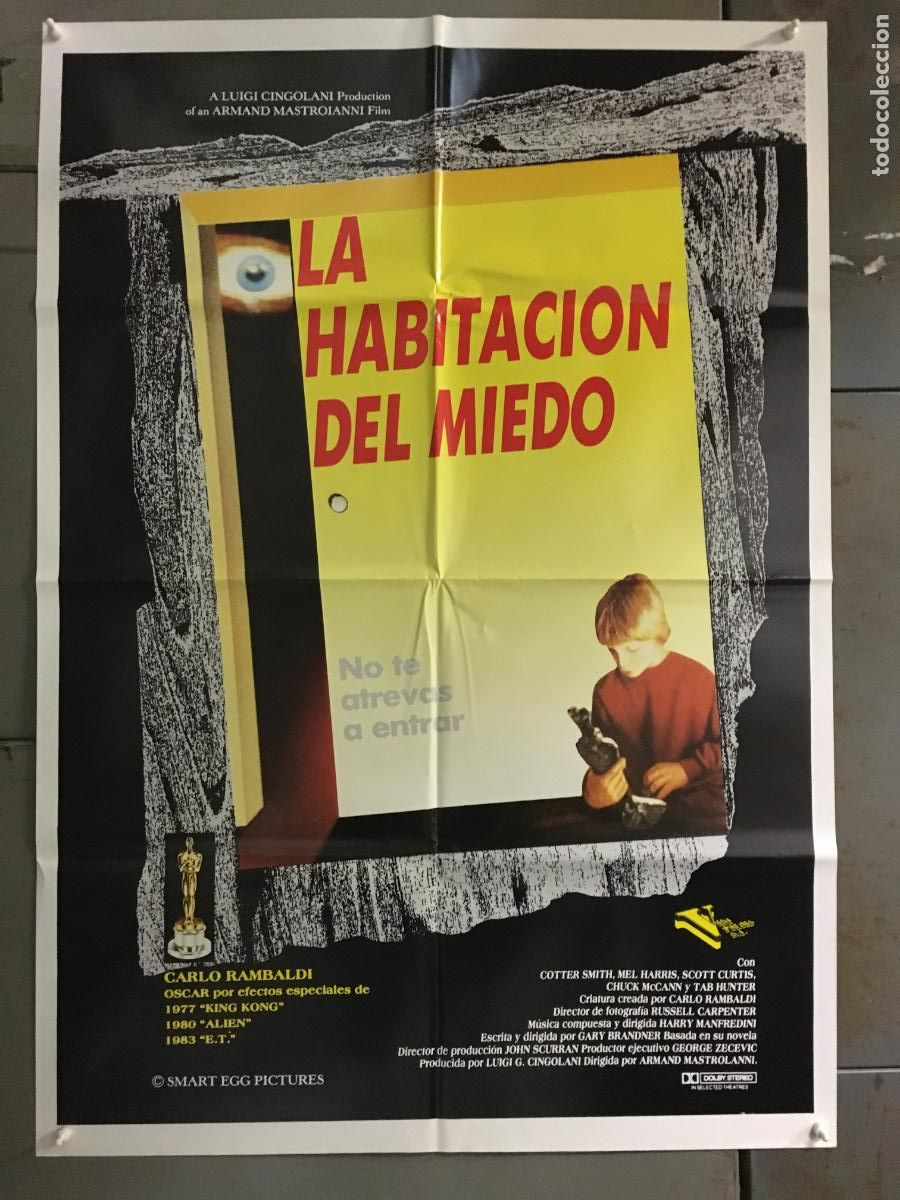 A LUIGI CINGOLANI Production
of an ARMAND MASTROIANNI Film
LA
HABITACION
DEL MIEDO
No te
atrevas
a entrar
CARLO RAMBALDI
OSCAR por efectos especiales de
1977 "KING KONG"
1980 "ALIEN"
1983 "E.T."
© SMART EGG PICTURES
Con
COTTER SMITH, MEL HARRIS, SCOTT CURTIS,
CHUCK McCANN y TAB HUNTER
Criatura creada por CARLO RAMBALDI
Director de fotografía RUSSELL CARPENTER
Música compuesta y dirigida HARRY MANFREDINI
Escrita y dirigida por GARY BRANDNER Basada en su novela
Director de producción JOHN SCURRAN Productor ejecutivo GEORGE ZECEVIC
Producida por LUIGI G. CINGOLANI Dirigida por ARMAND MASTROLANNI.
DOLBY STEREO
IN SELECTED THEATRES
todocoleccion